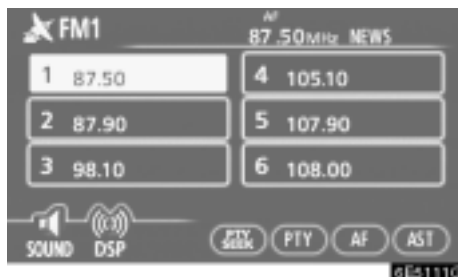 FM1
AF
87.50MHz NEWS
1 87.50
4 105.10
2 87.90
5 107.90
3 98.10
6 108.00
SOUND DSP
PTY SEEK PTY AF AST